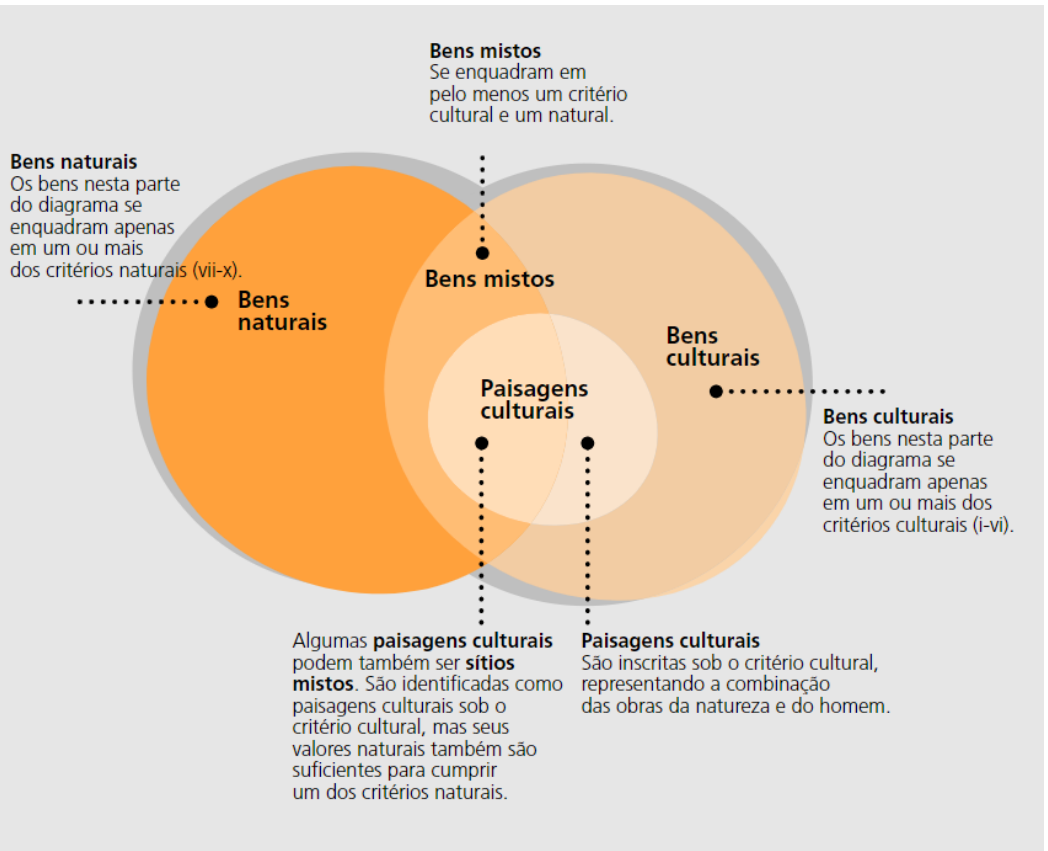 Bens mistos
Se enquadram em
pelo menos um critério
cultural e um natural.
Bens naturais
Os bens nesta parte
do diagrama se
enquadram apenas
em um ou mais
dos critérios naturais (vii-x).
Bens mistos
Bens
naturais
Bens
culturais
Paisagens
culturais
Bens culturais
Os bens nesta parte
do diagrama se
enquadram apenas
em um ou mais dos
critérios culturais (i-vi).
Algumas paisagens culturais
podem também ser sítios
mistos. São identificadas como
paisagens culturais sob o
critério cultural, mas seus
valores naturais também são
suficientes para cumprir
um dos critérios naturais.
Paisagens culturais
São inscritas sob o critério cultural,
representando a combinação
das obras da natureza e do homem.